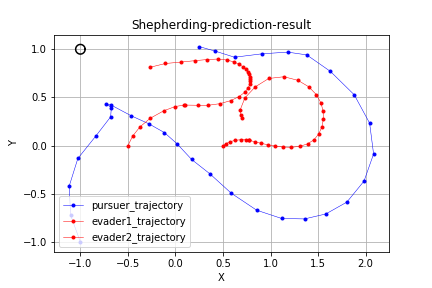 Shepherding-prediction-result
1.0
0.5
0.0
−0.5
−1.0
Y
pursuer_trajectory
evader1_trajectory
evader2_trajectory
−1.0 −0.5 0.0 0.5 1.0 1.5 2.0
X